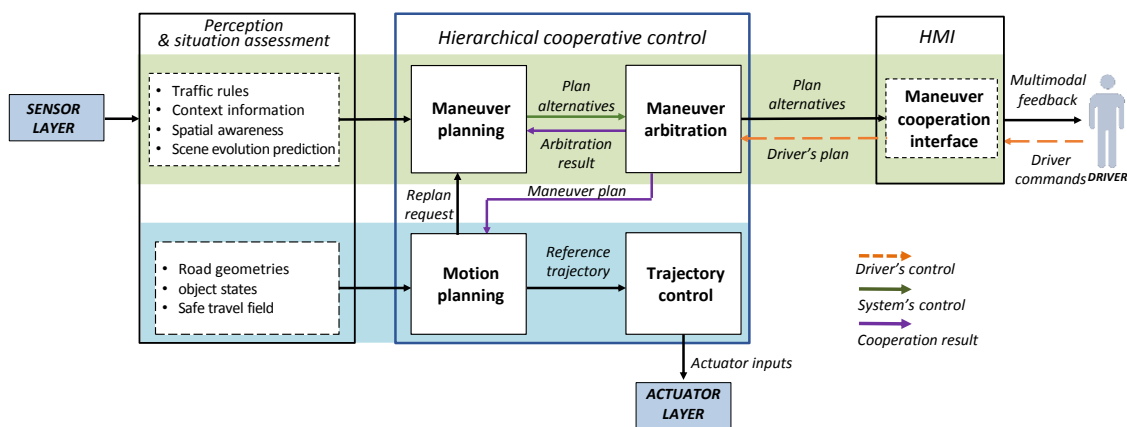 Perception
& situation assessment
Hierarchical cooperative control
HMI
SENSOR
LAYER
• Traffic rules
• Context information
• Spatial awareness
• Scene evolution prediction
Maneuver
planning
Plan
alternatives
Arbitration
result
Maneuver
arbitration
Plan
alternatives
Driver's plan
Maneuver
cooperation
interface
Multimodal
feedback
Driver
commands
DRIVER
Replan
request
Maneuver plan
• Road geometries
• object states
• Safe travel field
Motion
planning
Reference
trajectory
Trajectory
control
Driver's control
System's control
Cooperation result
Actuator inputs
ACTUATOR
LAYER